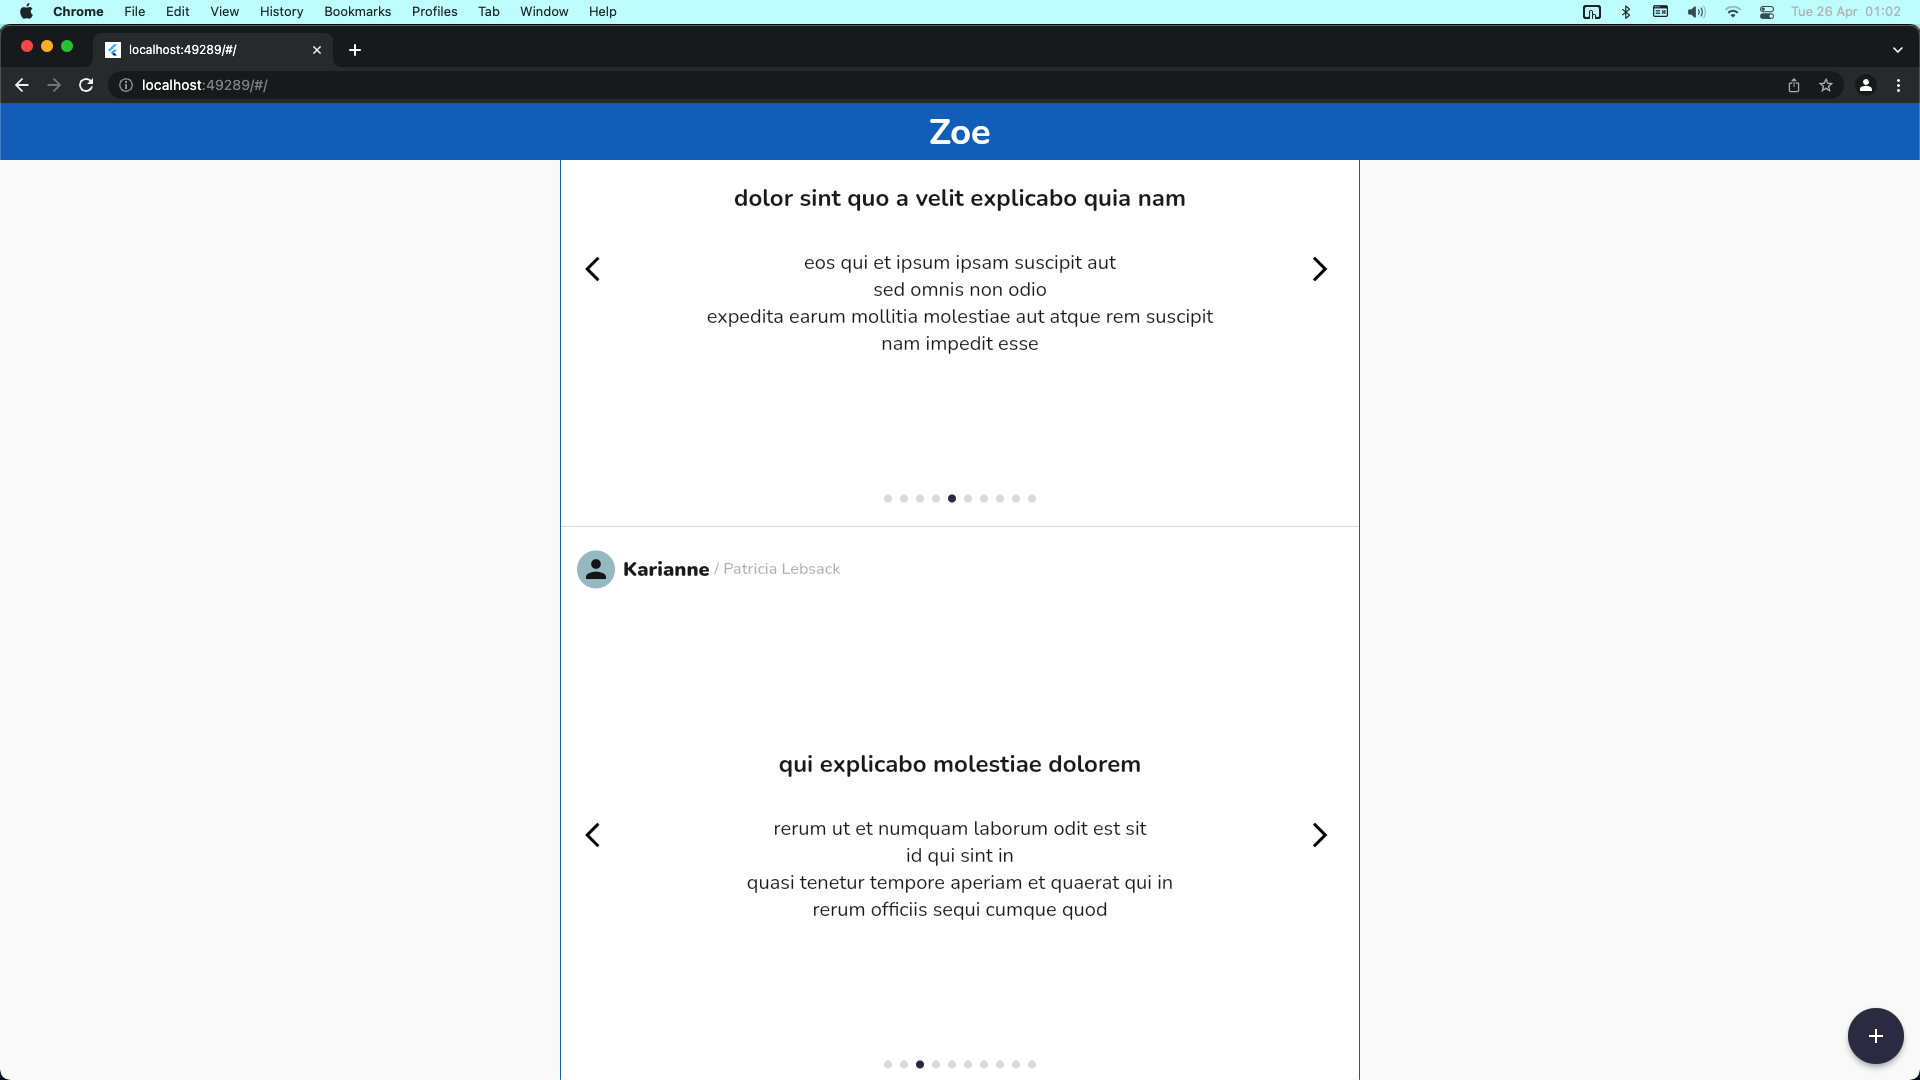 Chrome File Edit View History Bookmarks Profiles Tab Window Help Tue 26 Apr 01:02
localhost:49289/#/
localhost:49289/#/
Zoe
dolor sint quo a velit explicabo quia nam
eos qui et ipsum ipsam suscipit aut
sed omnis non odio
expedita earum mollitia molestiae aut atque rem suscipit
nam impedit esse
Karianne / Patricia Lebsack
qui explicabo molestiae dolorem
rerum ut et numquam laborum odit est sit
id qui sint in
quasi tenetur tempore aperiam et quaerat qui in
rerum officiis sequi cumque quod